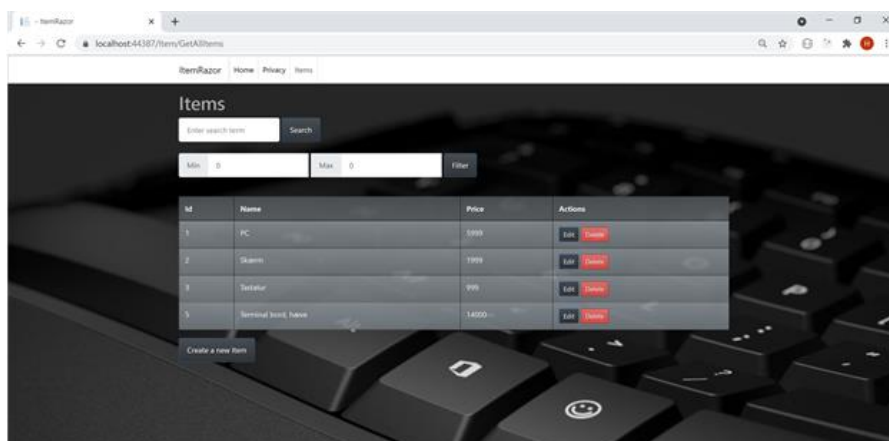 - ItemRazor
localhost:44387/Item/GetAllItems
ItemRazor Home Privacy Items
Items
Enter search term Search
Min 0 Max 0 Filter
Id Name Price Actions
1 PC 5999 Edit Delete
2 Skærm 1999 Edit Delete
3 Tastatur 999 Edit Delete
5 Terminal bord, hæve 14000 Edit Delete
Create a new Item